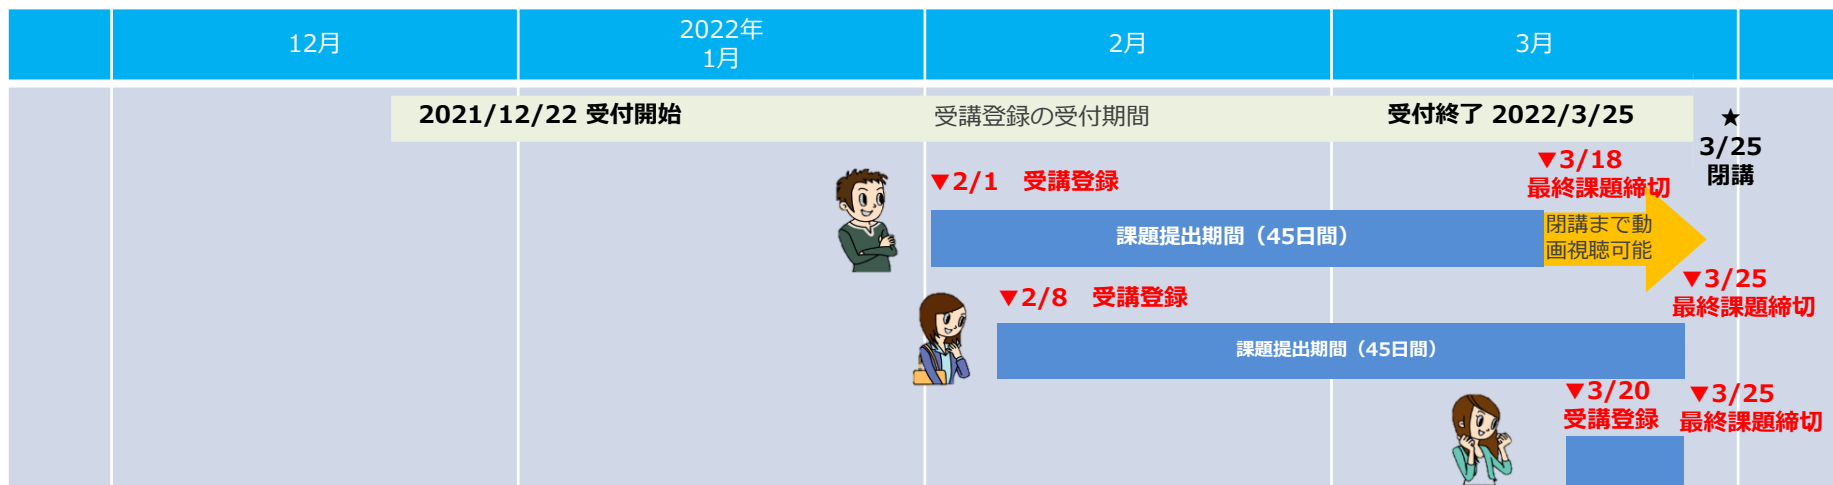 12月
2022年
1月
2月
3月
2021/12/22 受付開始
受講登録の受付期間
受付終了 2022/3/25
★
3/25
閉講
▼2/1 受講登録
▼3/18
最終課題締切
課題提出期間（45日間）
閉講まで動
画視聴可能
▼2/8 受講登録
▼3/25
最終課題締切
課題提出期間（45日間）
▼3/20
受講登録
▼3/25
最終課題締切